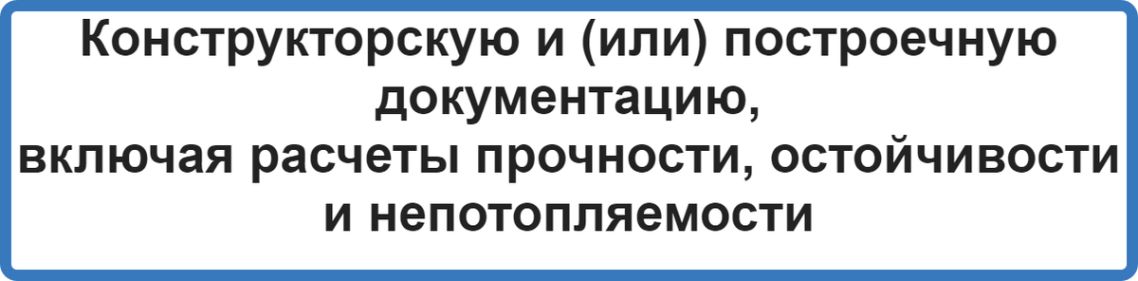 Конструкторскую и (или) построечную
документацию,
включая расчеты прочности, остойчивости
и непотопляемости